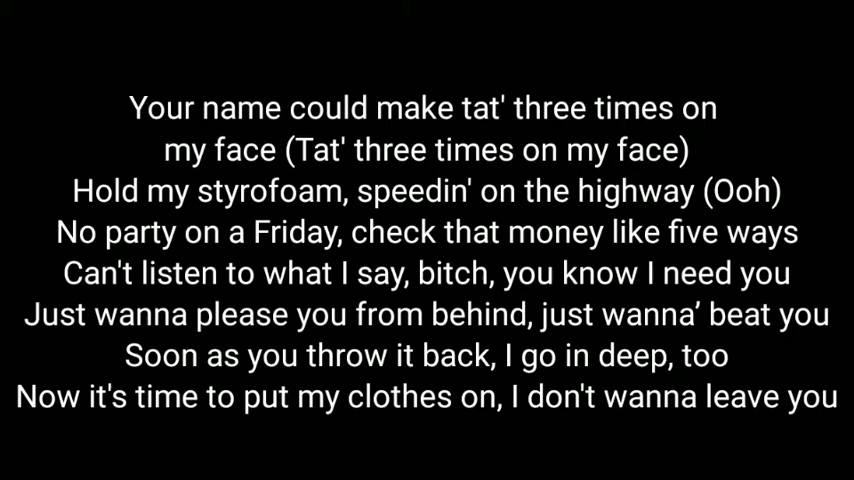 Your name could make tat' three times on
my face (Tat' three times on my face)
Hold my styrofoam, speedin' on the highway (Ooh)
No party on a Friday, check that money like five ways
Can't listen to what I say, bitch, you know I need you
Just wanna please you from behind, just wanna’ beat you
Soon as you throw it back, I go in deep, too
Now it's time to put my clothes on, I don't wanna leave you